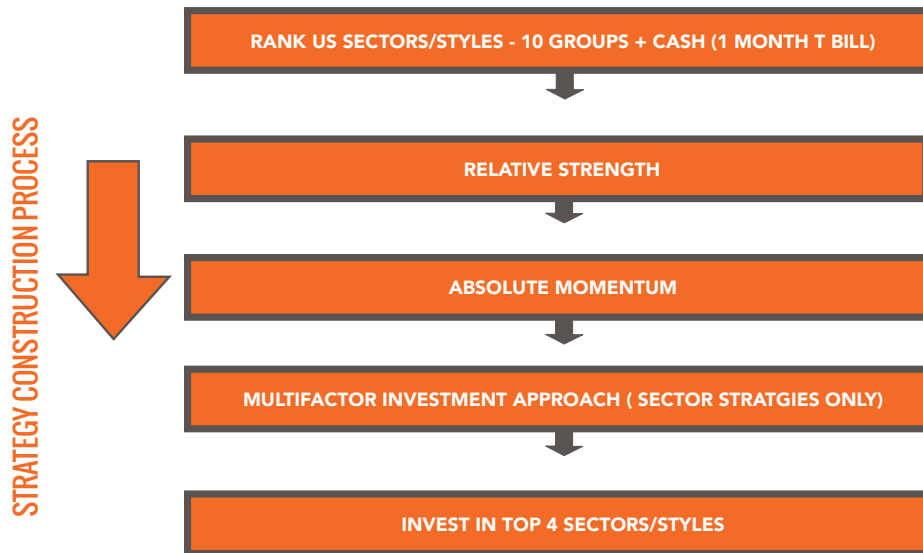 STRATEGY CONSTRUCTION PROCESS
RANK US SECTORS/STYLES - 10 GROUPS + CASH (1 MONTH T BILL)
RELATIVE STRENGTH
ABSOLUTE MOMENTUM
MULTIFACTOR INVESTMENT APPROACH ( SECTOR STRATGIES ONLY)
INVEST IN TOP 4 SECTORS/STYLES